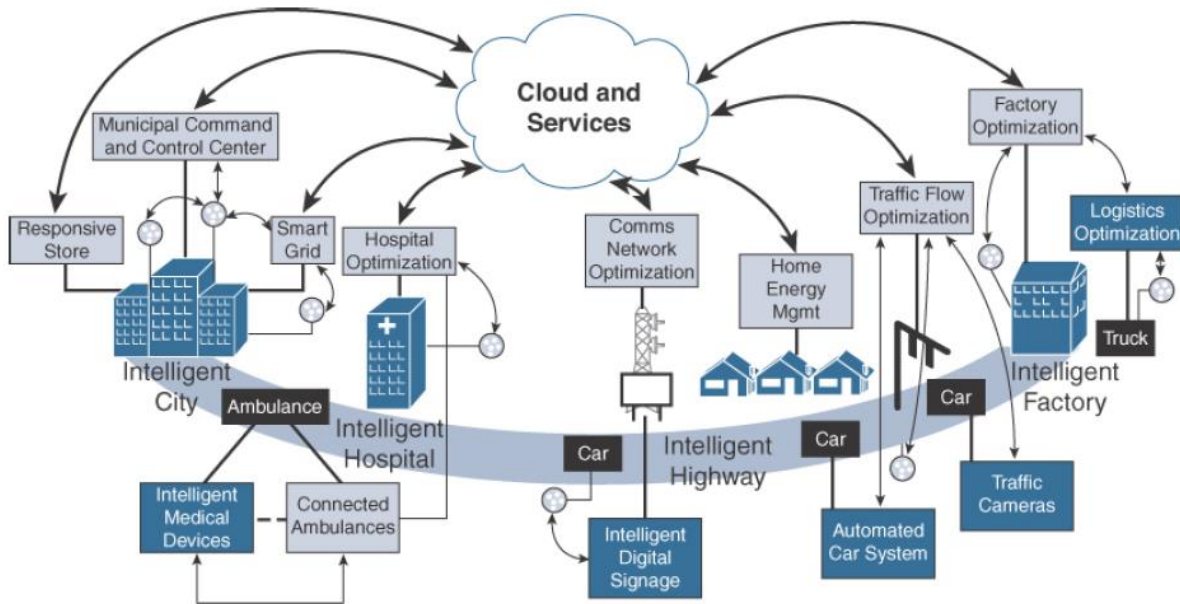 Cloud and
Services
Municipal Command
and Control Center
Factory
Optimization
Responsive
Store
Smart
Grid
Hospital
Optimization
Comms
Network
Optimization
Home
Energy
Mgmt
Traffic Flow
Optimization
Logistics
Optimization
Truck
Intelligent
City
Ambulance
Intelligent
Hospital
Car
Intelligent
Highway
Car
Car
Intelligent
Factory
Intelligent
Medical
Devices
Connected
Ambulances
Intelligent
Digital
Signage
Automated
Car System
Traffic
Cameras